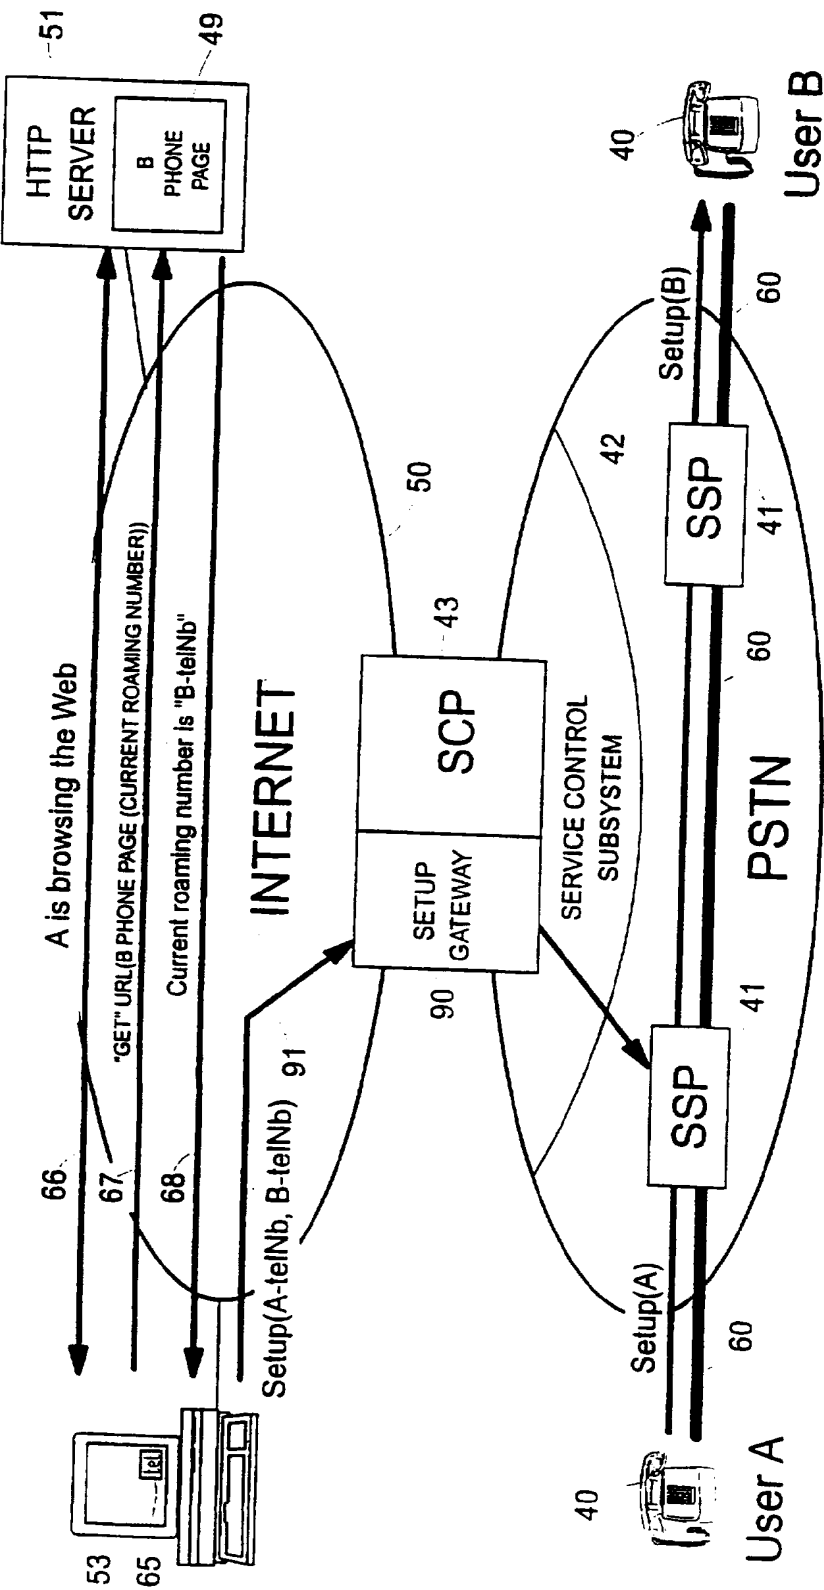 51
49
HTTP
SERVER
B
PHONE
PAGE
A is browsing the Web
66
"GET" URL(B PHONE PAGE (CURRENT ROAMING NUMBER))
67
Current roaming number is "B-telNb"
68
53
65
tel
INTERNET
Setup(A-telNb, B-telNb)
91
50
SETUP
GATEWAY
SCP
90
43
SERVICE CONTROL
SUBSYSTEM
42
40
40
Setup(A)
SSP
41
SSP
41
Setup(B)
60
60
60
PSTN
User A
User B